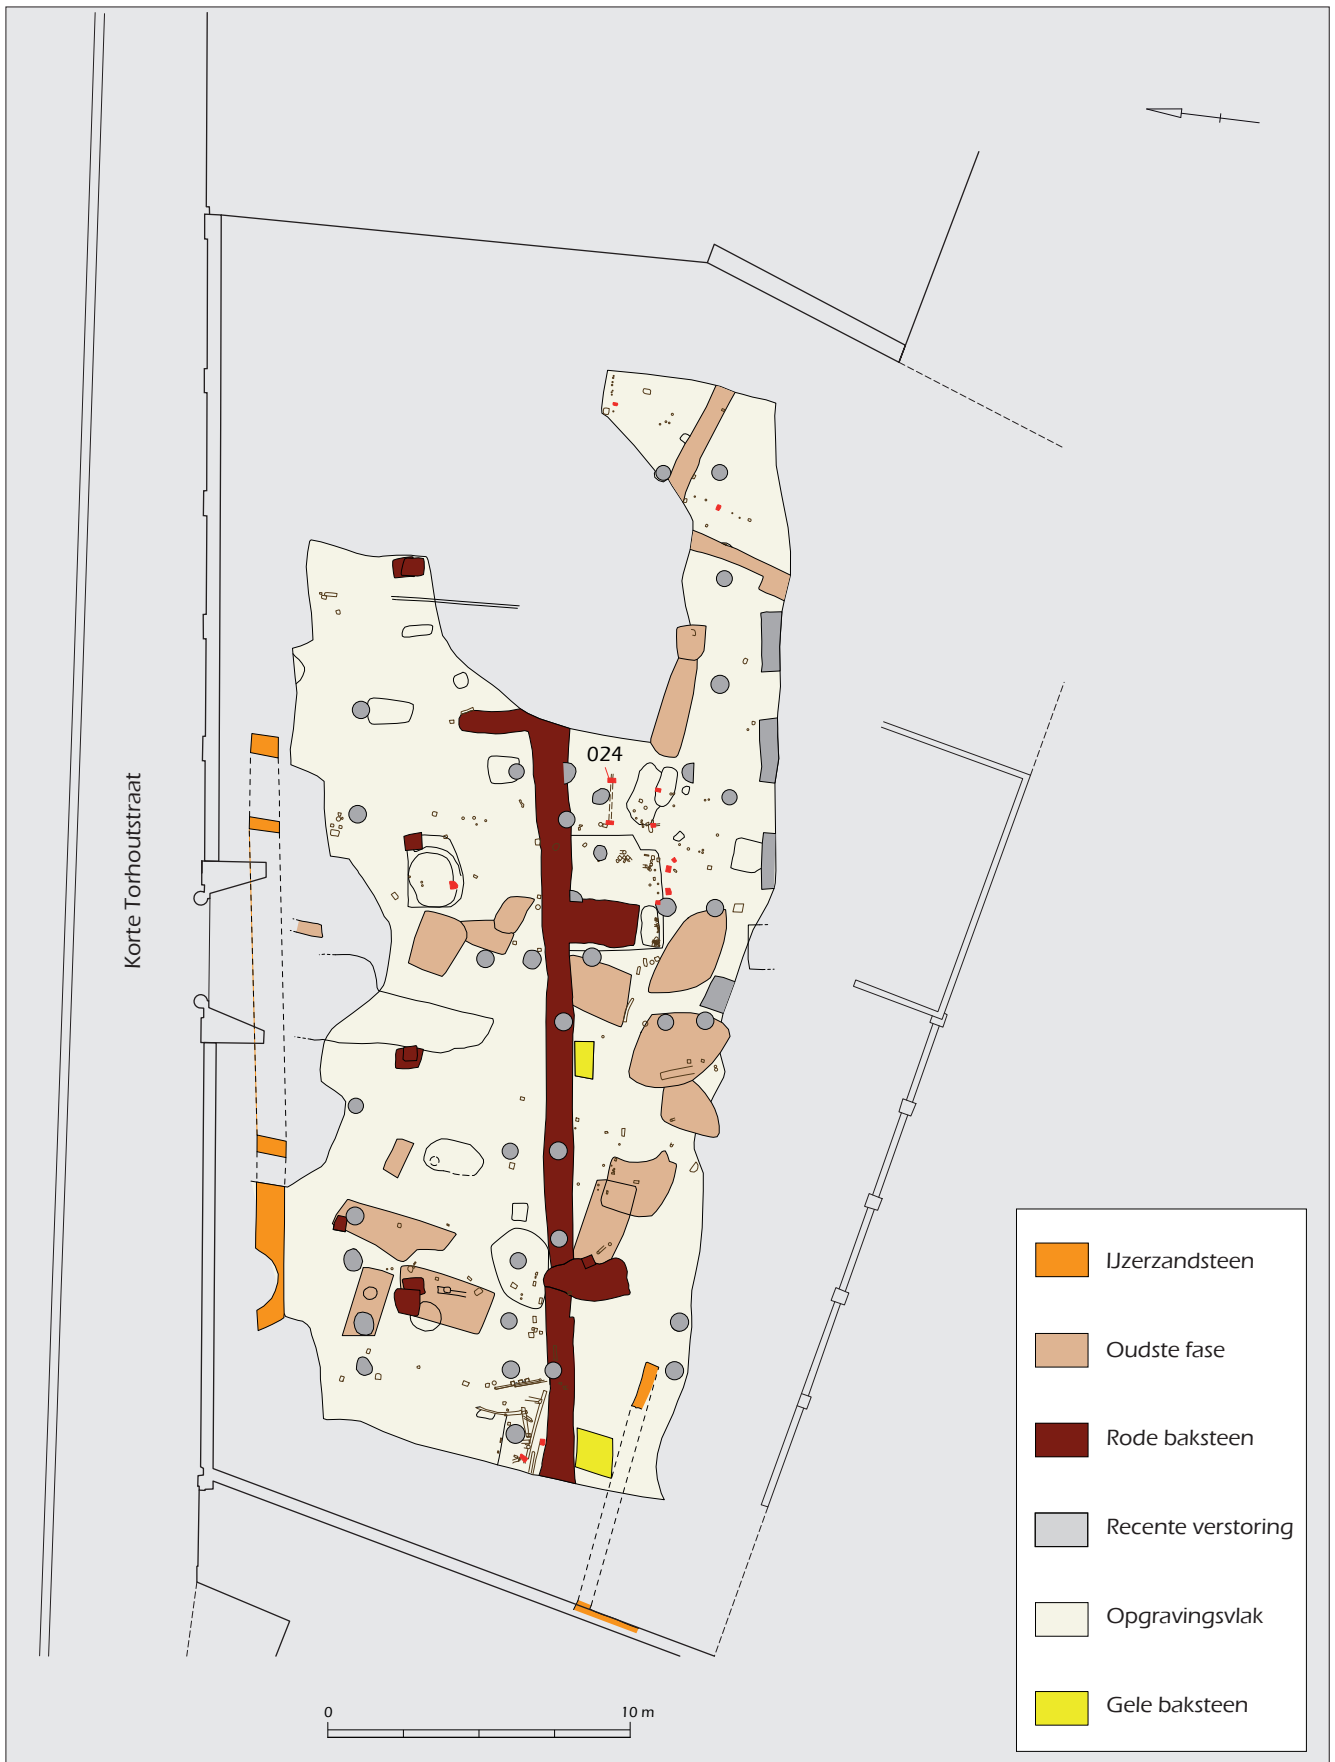 024
Korte Torhoutstraat
IJzerzandsteen
Oudste fase
Rode baksteen
Recente verstoring
Opgravingsvlak
Gele baksteen
0 10 m